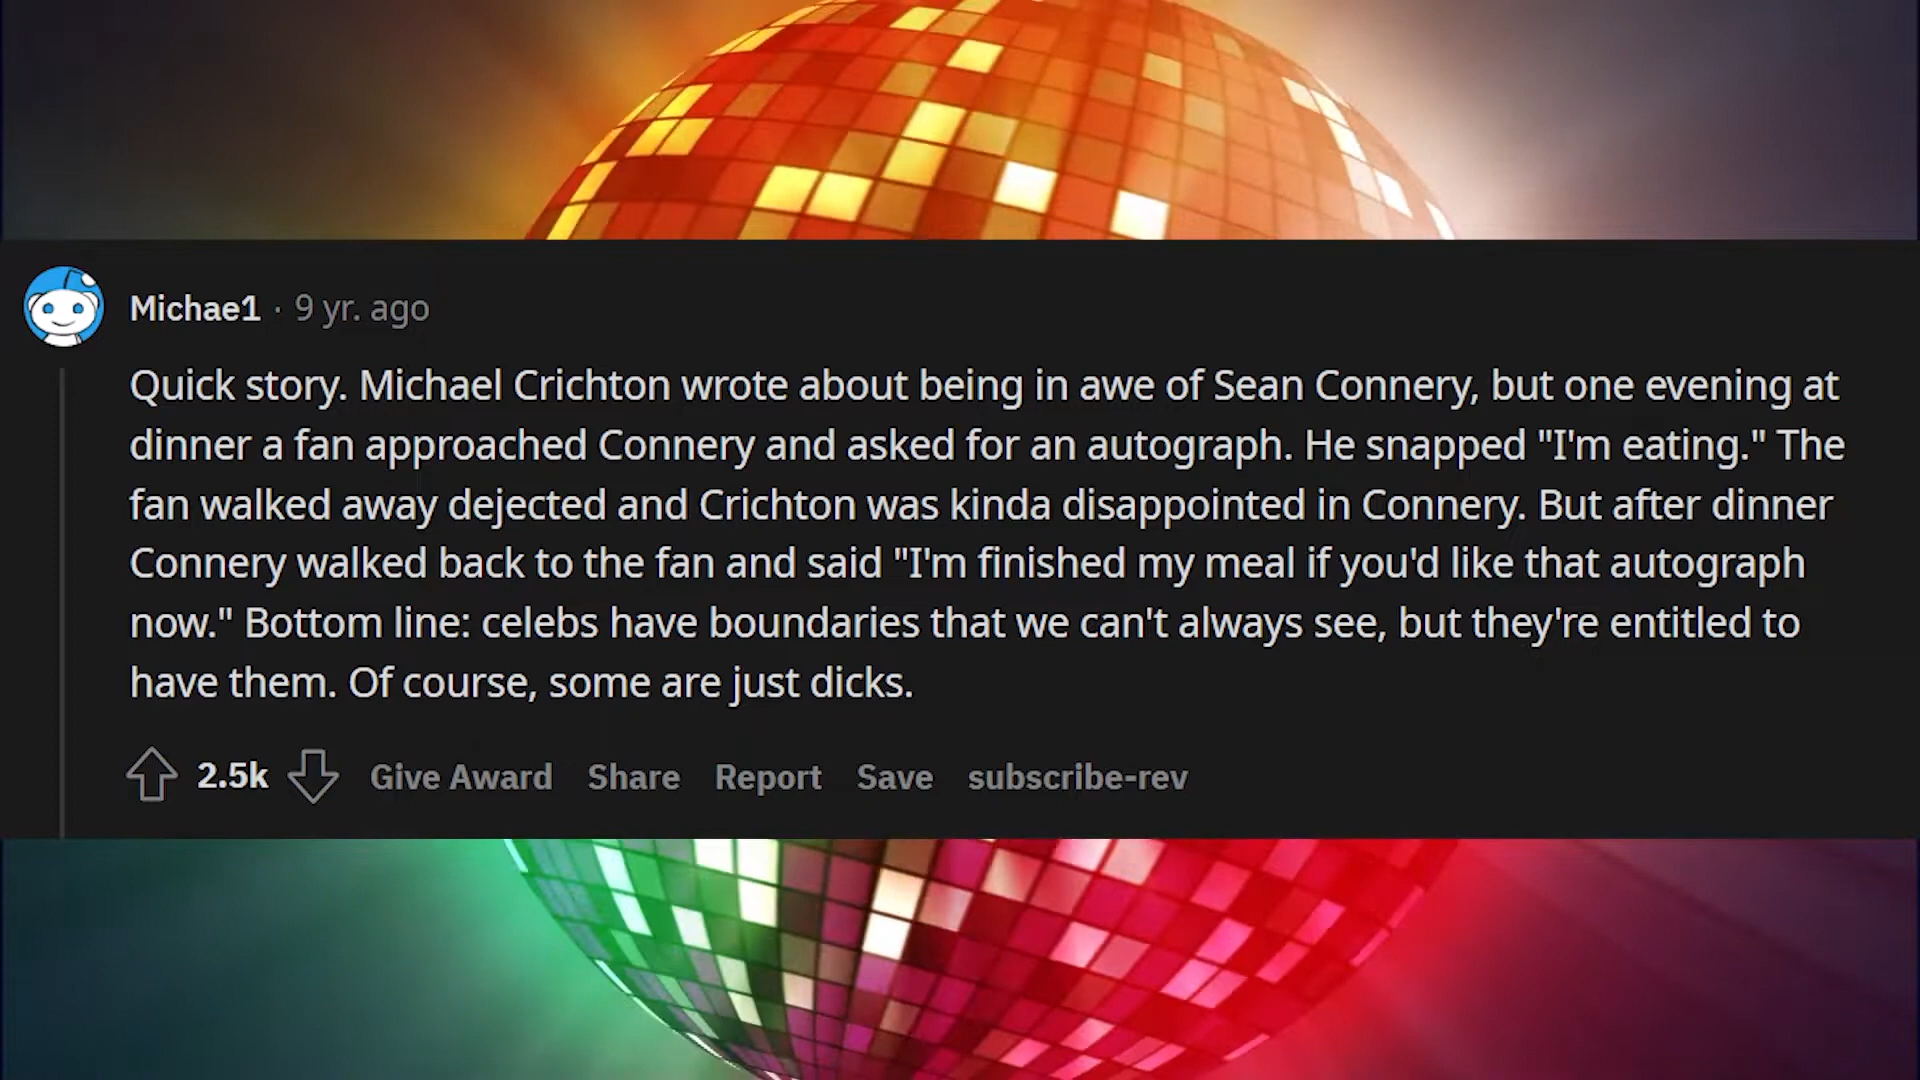 Michae1 · 9 yr. ago
Quick story. Michael Crichton wrote about being in awe of Sean Connery, but one evening at
dinner a fan approached Connery and asked for an autograph. He snapped "I'm eating." The
fan walked away dejected and Crichton was kinda disappointed in Connery. But after dinner
Connery walked back to the fan and said "I'm finished my meal if you'd like that autograph
now." Bottom line: celebs have boundaries that we can't always see, but they're entitled to
have them. Of course, some are just dicks.
2.5k Give Award Share Report Save subscribe-rev